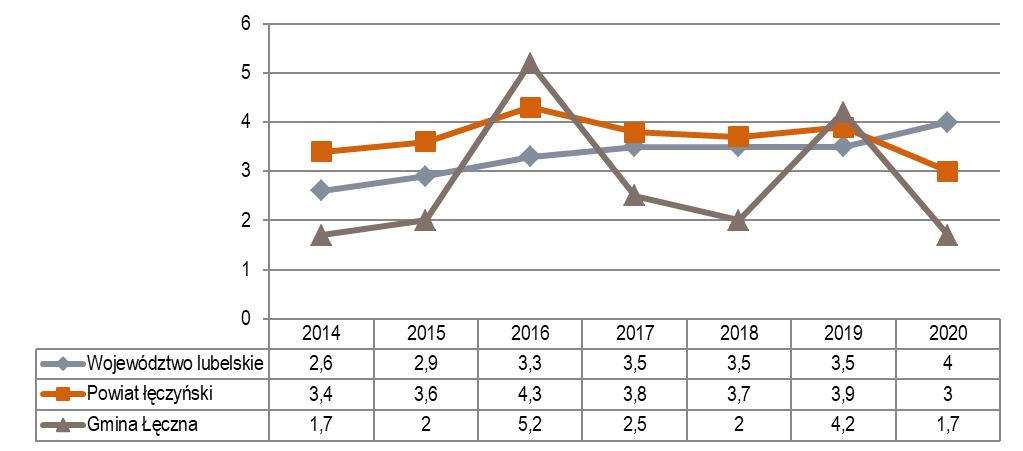 6
5
4
3
2
1
0
2014 2015 2016 2017 2018 2019 2020
Województwo lubelskie 2,6 2,9 3,3 3,5 3,5 3,5 4
Powiat łęczyński 3,4 3,6 4,3 3,8 3,7 3,9 3
Gmina Łęczna 1,7 2 5,2 2,5 2 4,2 1,7